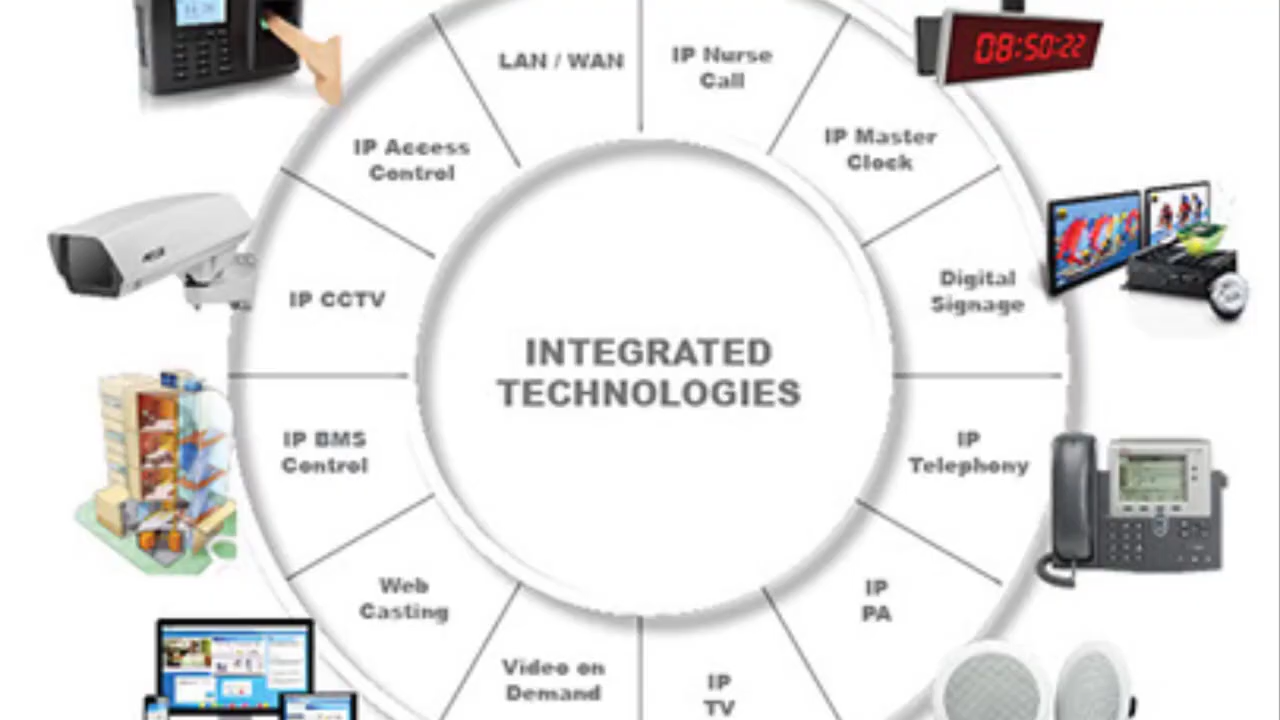 LAN / WAN
IP Nurse
Call
08:50:22
IP Master
Clock
IP Access
Control
Digital
Signage
IP CCTV
INTEGRATED
TECHNOLOGIES
IP BMS
Control
IP
Telephony
Web
Casting
IP
PA
Video on
Demand
IP
TV